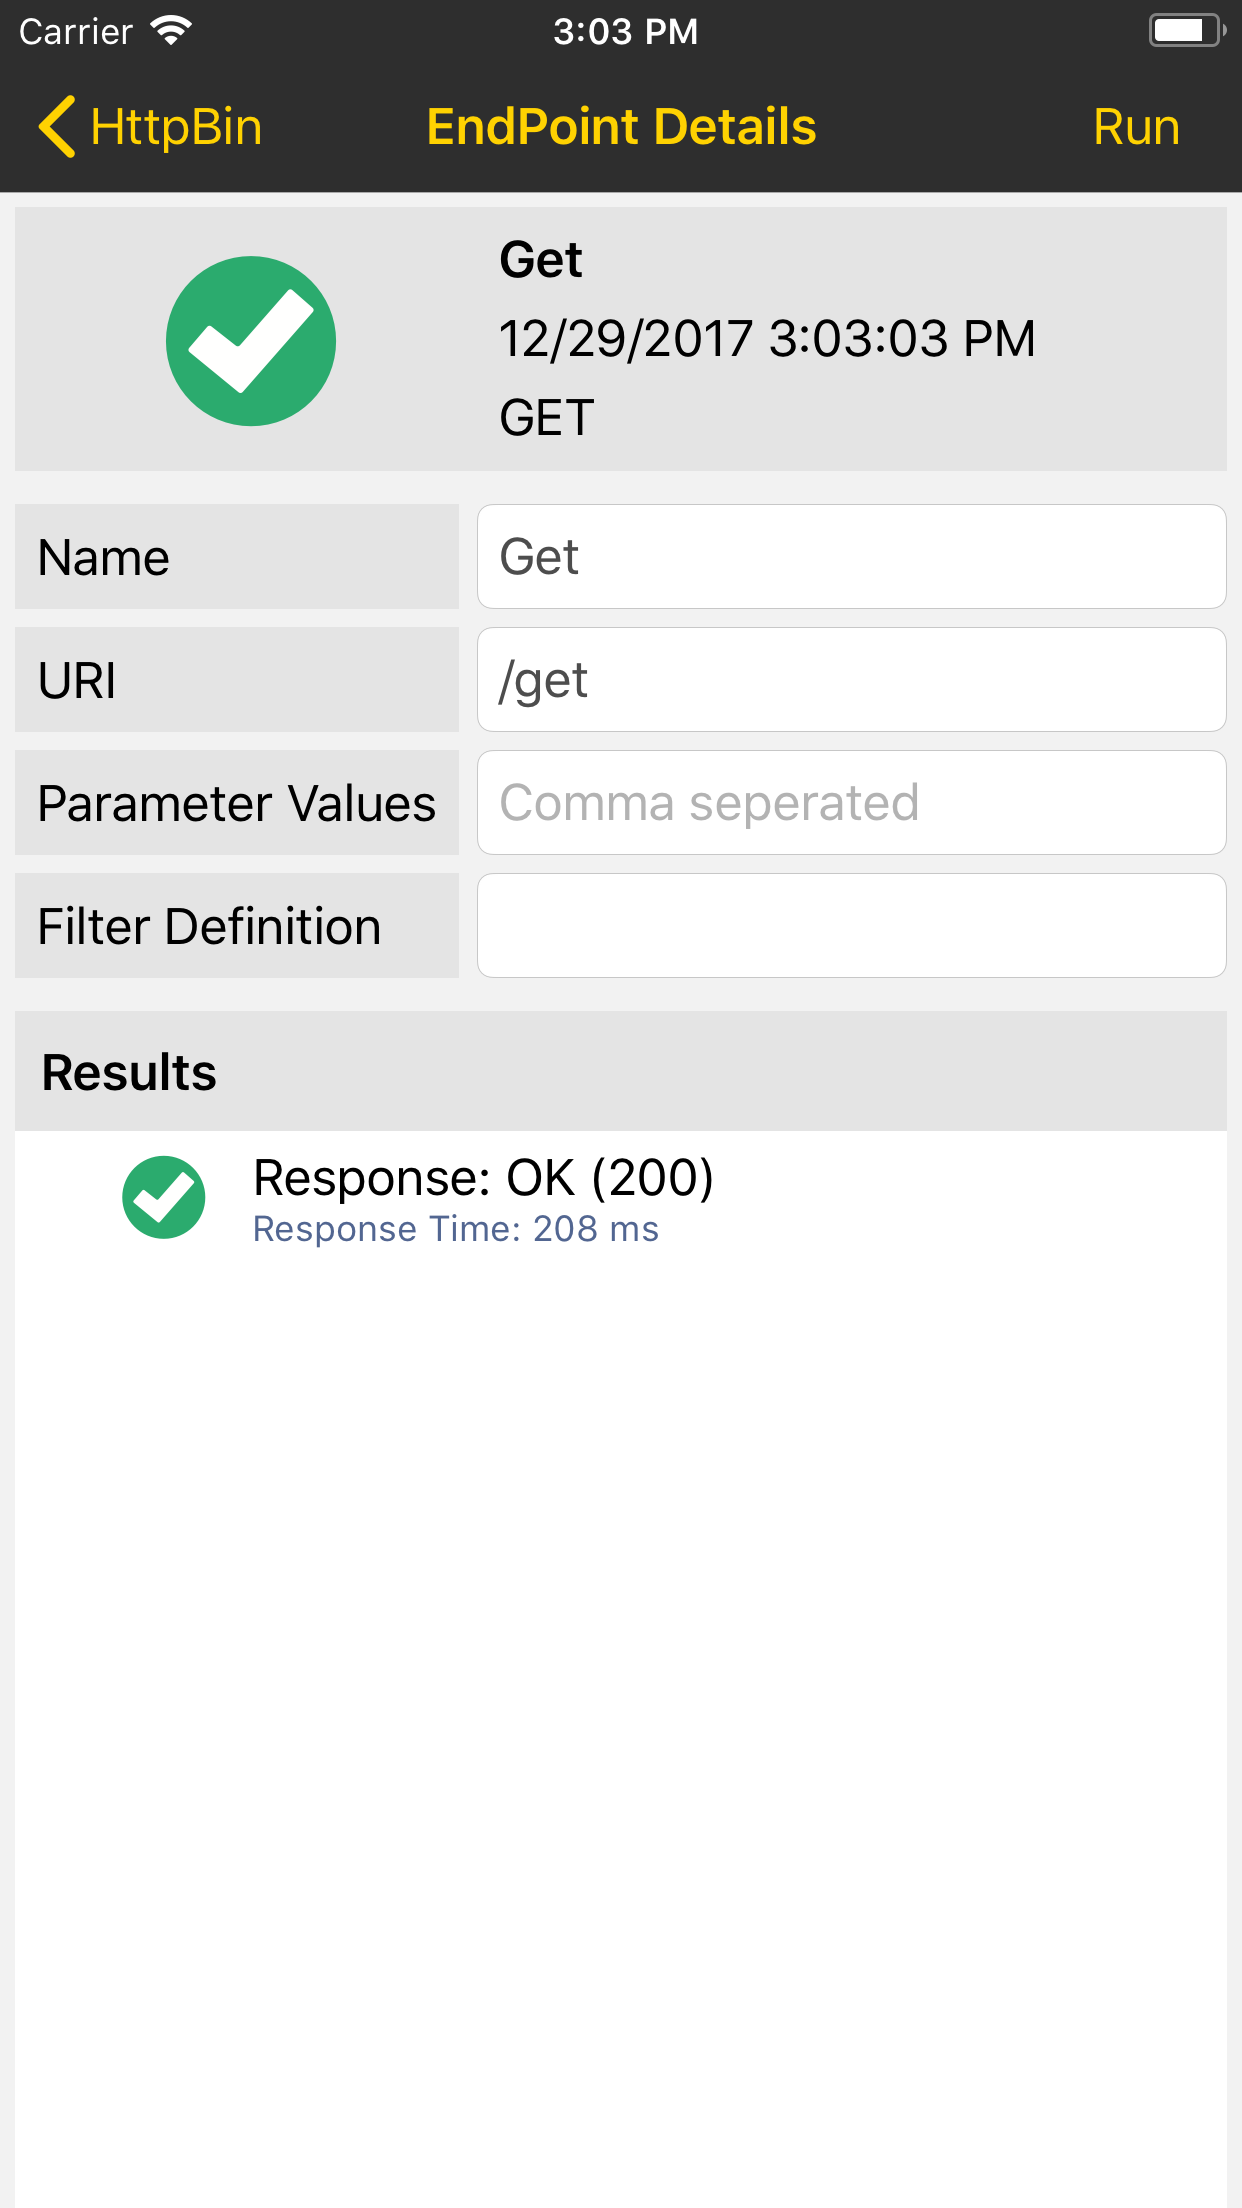 Carrier 3:03 PM
HttpBin EndPoint Details Run
Get
12/29/2017 3:03:03 PM
GET
Name Get
URI /get
Parameter Values Comma seperated
Filter Definition
Results
Response: OK (200)
Response Time: 208 ms